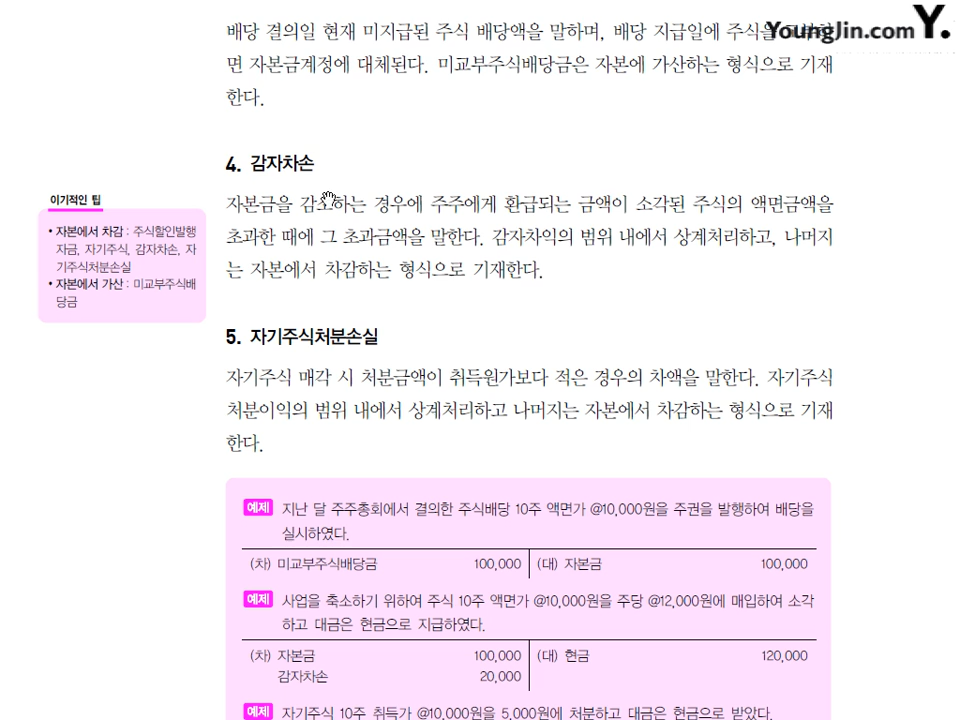 배당 결의일 현재 미지급된 주식 배당액을 말하며, 배당 지급일에 주식을
YoungJin.com Y.
면 자본금계정에 대체된다. 미교부주식배당금은 자본에 가산하는 형식으로 기재
한다.
4. 감자차손
자본금을 감소하는 경우에 주주에게 환급되는 금액이 소각된 주식의 액면금액을
초과한 때에 그 초과금액을 말한다. 감자차익의 범위 내에서 상계처리하고, 나머지
는 자본에서 차감하는 형식으로 기재한다.
이기적인 팁
• 자본에서 차감 : 주식할인발행
자금, 자기주식, 감자차손, 자
기주식처분손실
• 자본에서 가산 : 미교부주식배
당금
5. 자기주식처분손실
자기주식 매각 시 처분금액이 취득원가보다 적은 경우의 차액을 말한다. 자기주식
처분이익의 범위 내에서 상계처리하고 나머지는 자본에서 차감하는 형식으로 기재
한다.
예제 지난 달 주주총회에서 결의한 주식배당 10주 액면가 @10,000원을 주권을 발행하여 배당을
실시하였다.
(차) 미교부주식배당금 100,000 (대) 자본금 100,000
예제 사업을 축소하기 위하여 주식 10주 액면가 @10,000원을 주당 @12,000원에 매입하여 소각
하고 대금은 현금으로 지급하였다.
(차) 자본금 100,000 (대) 현금 120,000
감자차손 20,000
예제 자기주식 10주 취득가 @10,000원을 5,000원에 처분하고 대금은 현금으로 받았다.